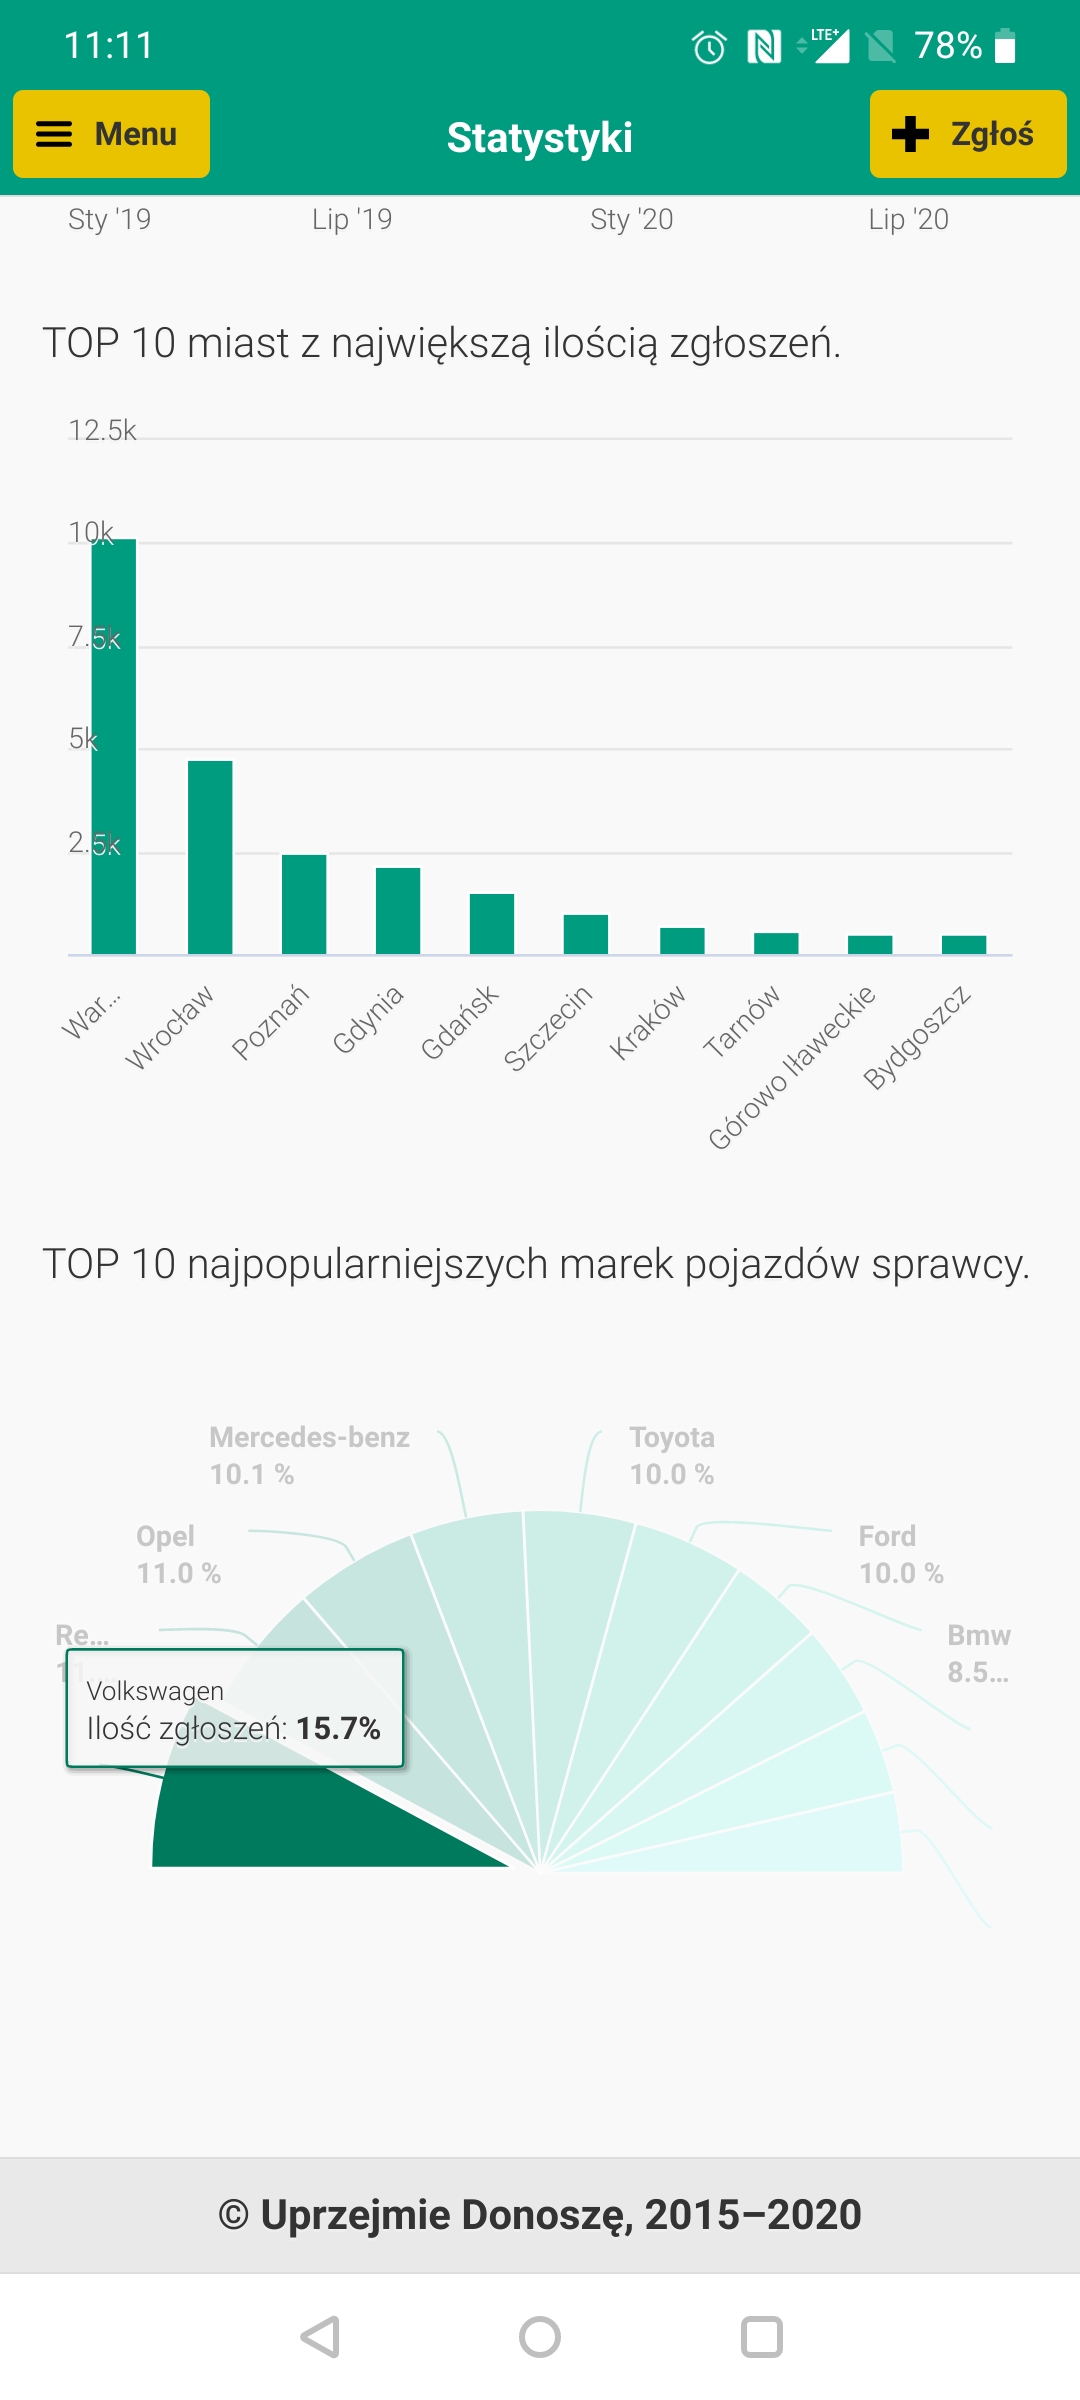 11:11
LTE+
78%
Menu
Statystyki
Zgłoś
Sty '19
Lip '19
Sty '20
Lip '20
TOP 10 miast z największą ilością zgłoszeń.
12.5k
10k
7.5k
5k
2.5k
War...
Wrocław
Poznań
Gdynia
Gdańsk
Szczecin
Kraków
Tarnów
Górowo Iławeckie
Bydgoszcz
TOP 10 najpopularniejszych marek pojazdów sprawcy.
Mercedes-benz
10.1 %
Toyota
10.0 %
Opel
11.0 %
Ford
10.0 %
Re...
Bmw
8.5...
Volkswagen
Ilość zgłoszeń: 15.7%
© Uprzejmie Donoszę, 2015–2020